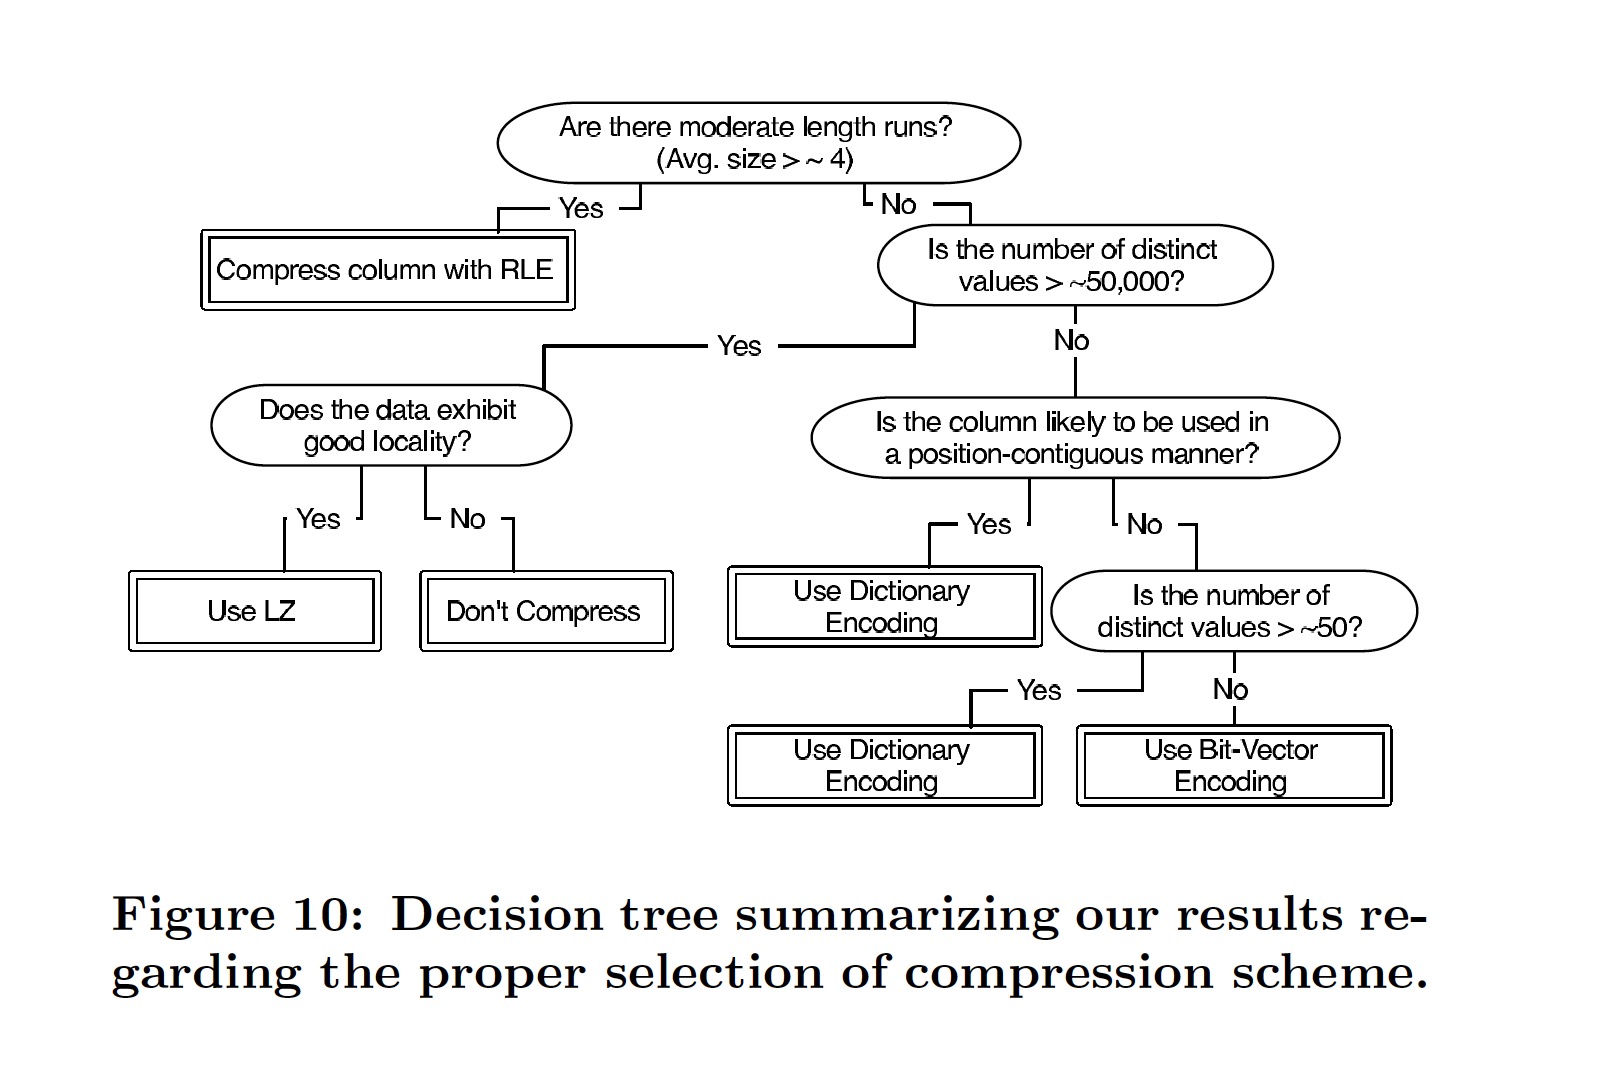 Are there moderate length runs?
(Avg. size > ~ 4)
Yes
No
Compress column with RLE
Is the number of distinct
values > ~50,000?
Yes
No
Does the data exhibit
good locality?
Is the column likely to be used in
a position-contiguous manner?
Yes
No
Yes
No
Use LZ
Don't Compress
Use Dictionary
Encoding
Is the number of
distinct values > ~50?
Yes
No
Use Dictionary
Encoding
Use Bit-Vector
Encoding
Figure 10: Decision tree summarizing our results re-
garding the proper selection of compression scheme.